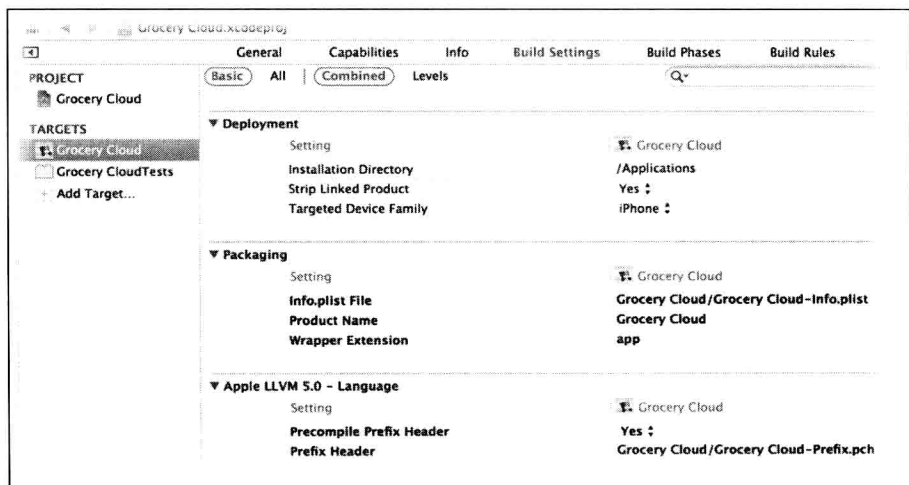 Grocery Cloud.xcodeproj
General Capabilities Info Build Settings Build Phases Build Rules
PROJECT
Grocery Cloud
TARGETS
Grocery Cloud
Grocery CloudTests
Add Target...
Basic All Combined Levels
Deployment
Setting Grocery Cloud
Installation Directory /Applications
Strip Linked Product Yes
Targeted Device Family iPhone
Packaging
Setting Grocery Cloud
Info.plist File Grocery Cloud/Grocery Cloud-Info.plist
Product Name Grocery Cloud
Wrapper Extension app
Apple LLVM 5.0 - Language
Setting Grocery Cloud
Precompile Prefix Header Yes
Prefix Header Grocery Cloud/Grocery Cloud-Prefix.pch